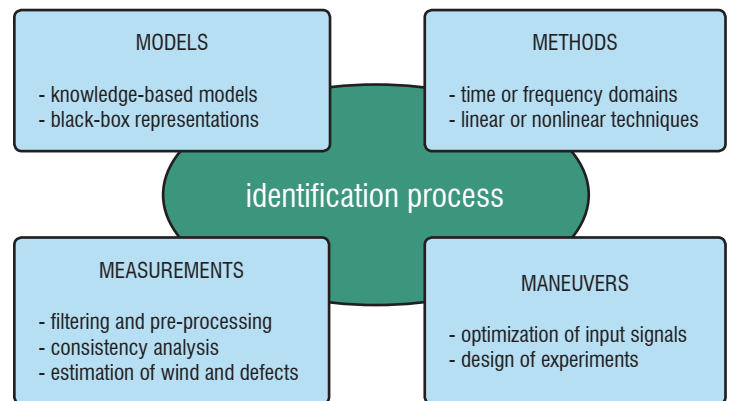 MODELS
- knowledge-based models
- black-box representations
METHODS
- time or frequency domains
- linear or nonlinear techniques
identification process
MEASUREMENTS
- filtering and pre-processing
- consistency analysis
- estimation of wind and defects
MANEUVERS
- optimization of input signals
- design of experiments